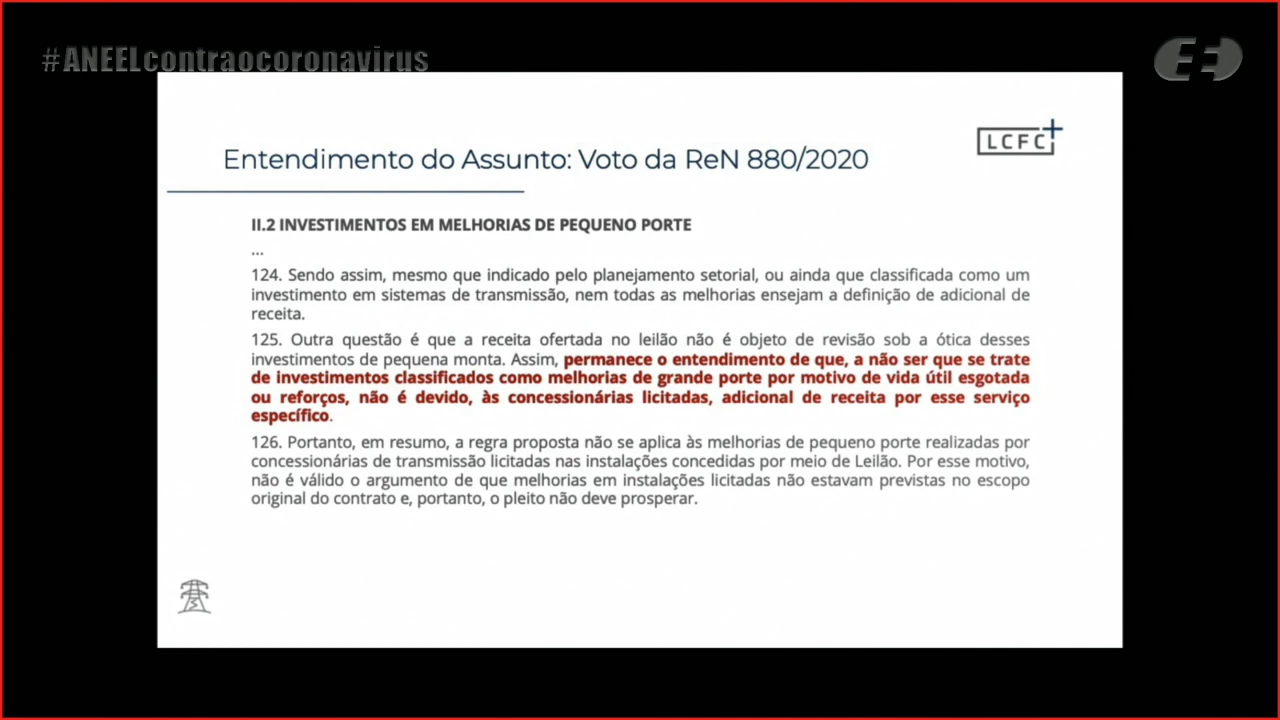 #ANEELcontraocoronavirus
LCFC+
Entendimento do Assunto: Voto da ReN 880/2020
II.2 INVESTIMENTOS EM MELHORIAS DE PEQUENO PORTE
...
124. Sendo assim, mesmo que indicado pelo planejamento setorial, ou ainda que classificada como um
investimento em sistemas de transmissão, nem todas as melhorias ensejam a definição de adicional de
receita.
125. Outra questão é que a receita ofertada no leilão não é objeto de revisão sob a ótica desses
investimentos de pequena monta. Assim, permanece o entendimento de que, a não ser que se trate
de investimentos classificados como melhorias de grande porte por motivo de vida útil esgotada
ou reforços, não é devido, às concessionárias licitadas, adicional de receita por esse serviço
específico.
126. Portanto, em resumo, a regra proposta não se aplica às melhorias de pequeno porte realizadas por
concessionárias de transmissão licitadas nas instalações concedidas por meio de Leilão. Por esse motivo,
não é válido o argumento de que melhorias em instalações licitadas não estavam previstas no escopo
original do contrato e, portanto, o pleito não deve prosperar.